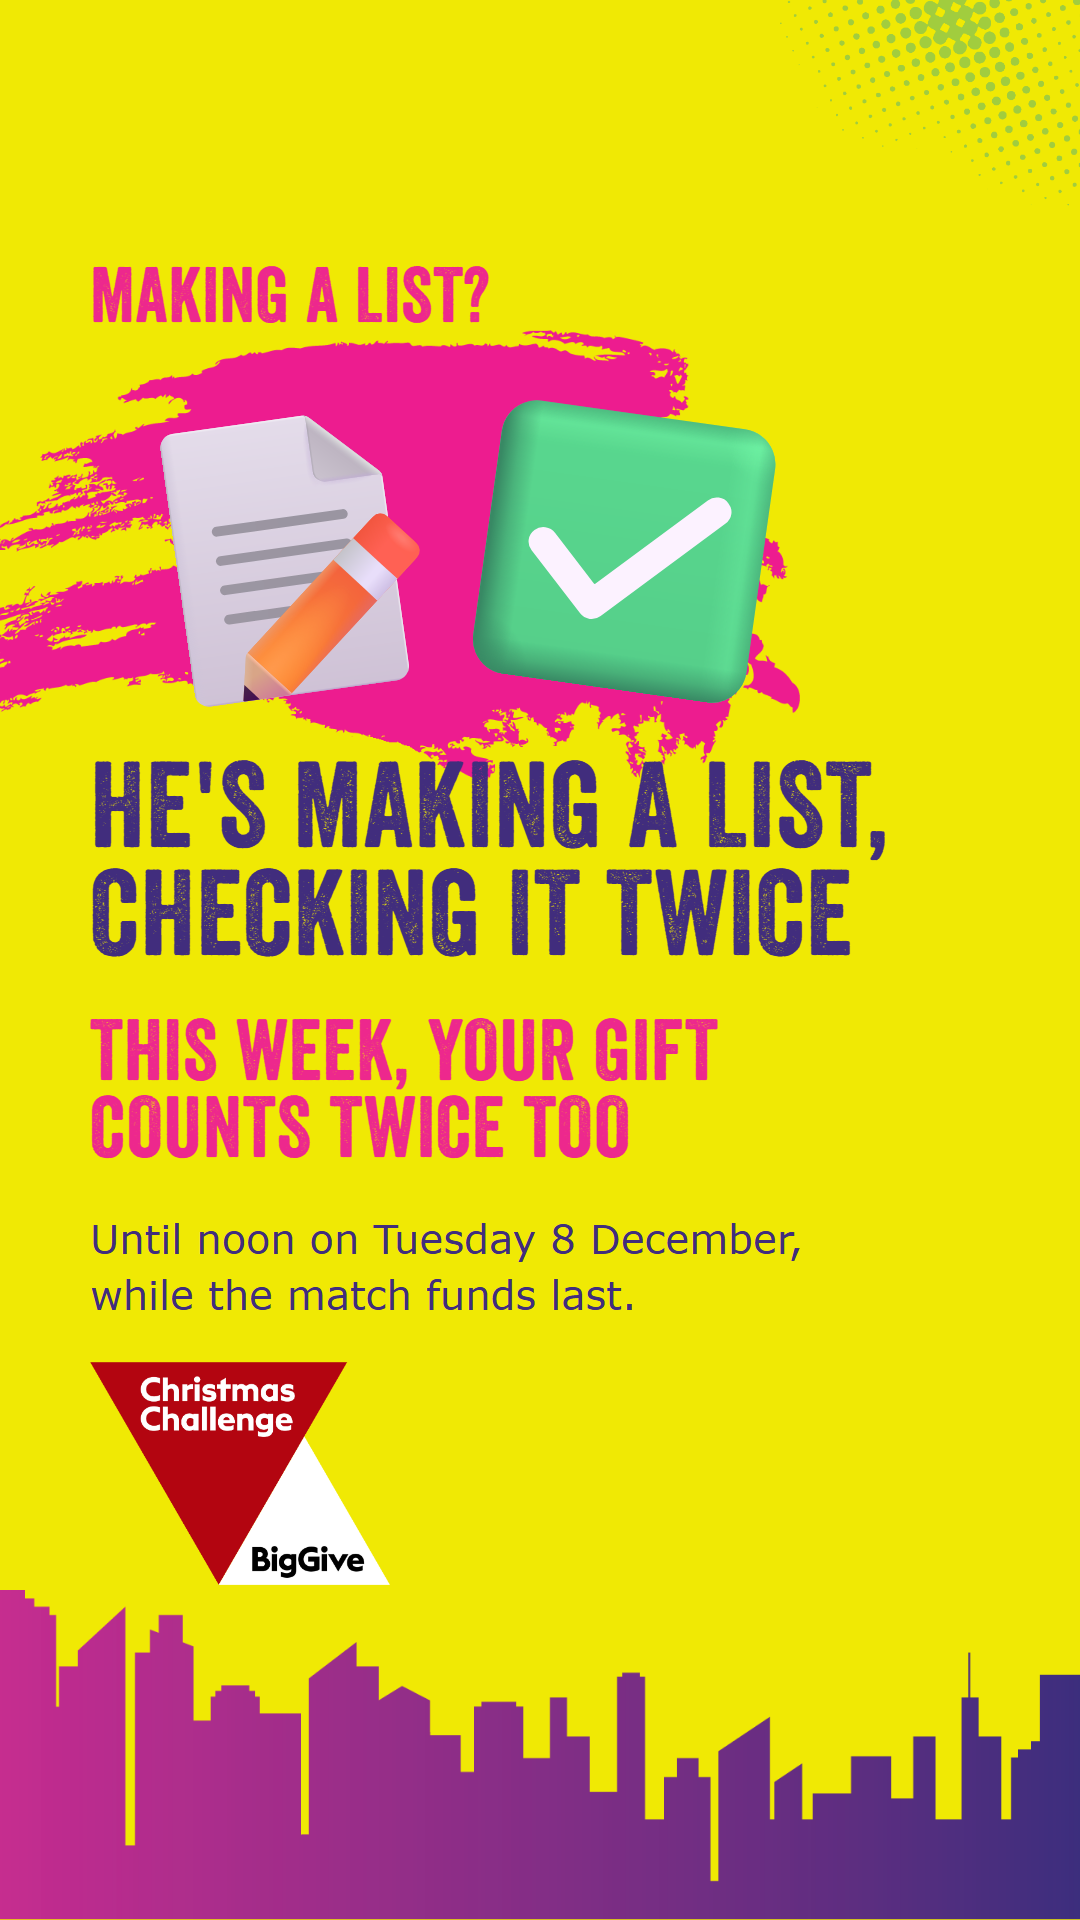 MAKING A LIST?
HE'S MAKING A LIST,
CHECKING IT TWICE
THIS WEEK, YOUR GIFT
COUNTS TWICE TOO
Until noon on Tuesday 8 December,
while the match funds last.
Christmas
Challenge
BigGive